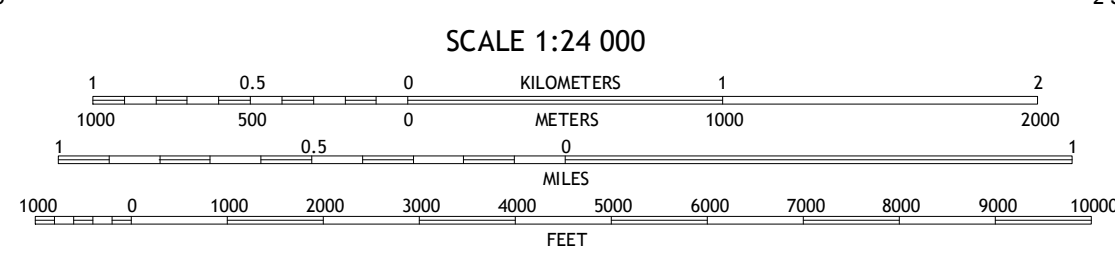 SCALE 1:24 000
1 0.5 0 KILOMETERS 1 2
1000 500 0 METERS 1000 2000
1 0.5 0 1
MILES
1000 0 1000 2000 3000 4000 5000 6000 7000 8000 9000 10000
FEET